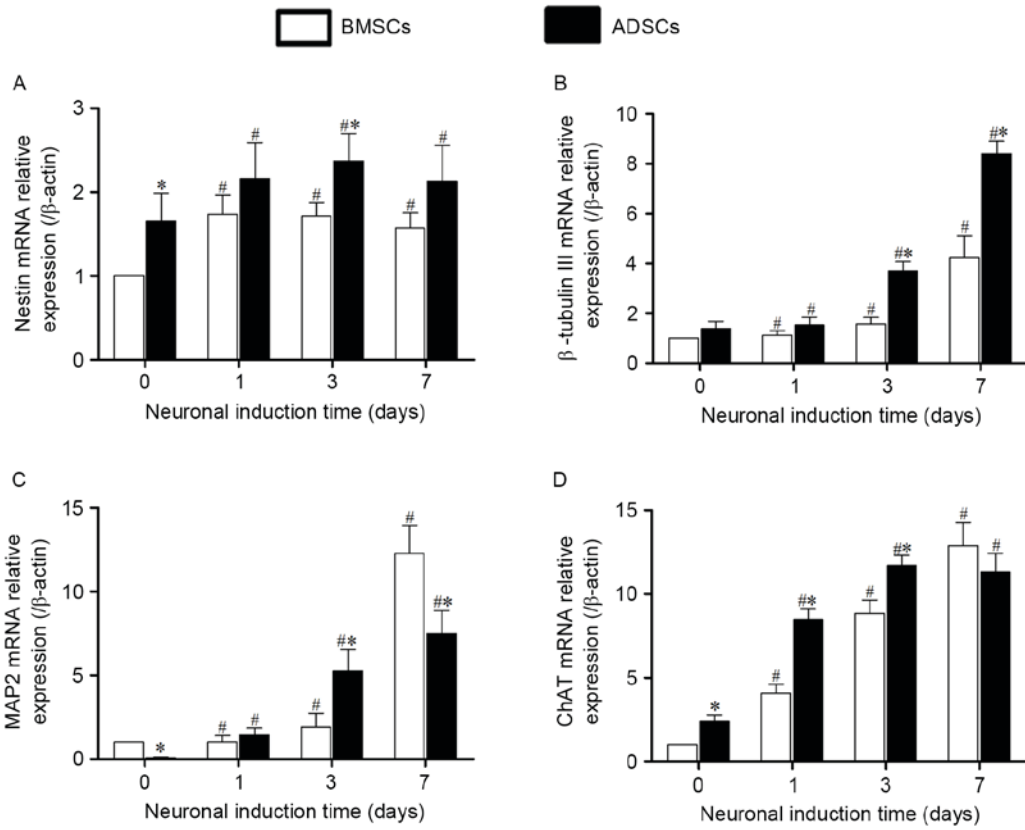 BMSCs
ADSCs
A
Nestin mRNA relative
expression (/β-actin)
3
2
1
0
*
#
#
#
#*
#
#
0 1 3 7
Neuronal induction time (days)
B
β -tubulin III mRNA relative
expression (/β-actin)
10
8
6
4
2
0
#
#
#
#*
#
#*
0 1 3 7
Neuronal induction time (days)
C
MAP2 mRNA relative
expression (/β-actin)
15
10
5
0
*
#
#
#
#*
#
#*
0 1 3 7
Neuronal induction time (days)
D
ChAT mRNA relative
expression (/β-actin)
15
10
5
0
*
#
#*
#
#*
#
#
0 1 3 7
Neuronal induction time (days)